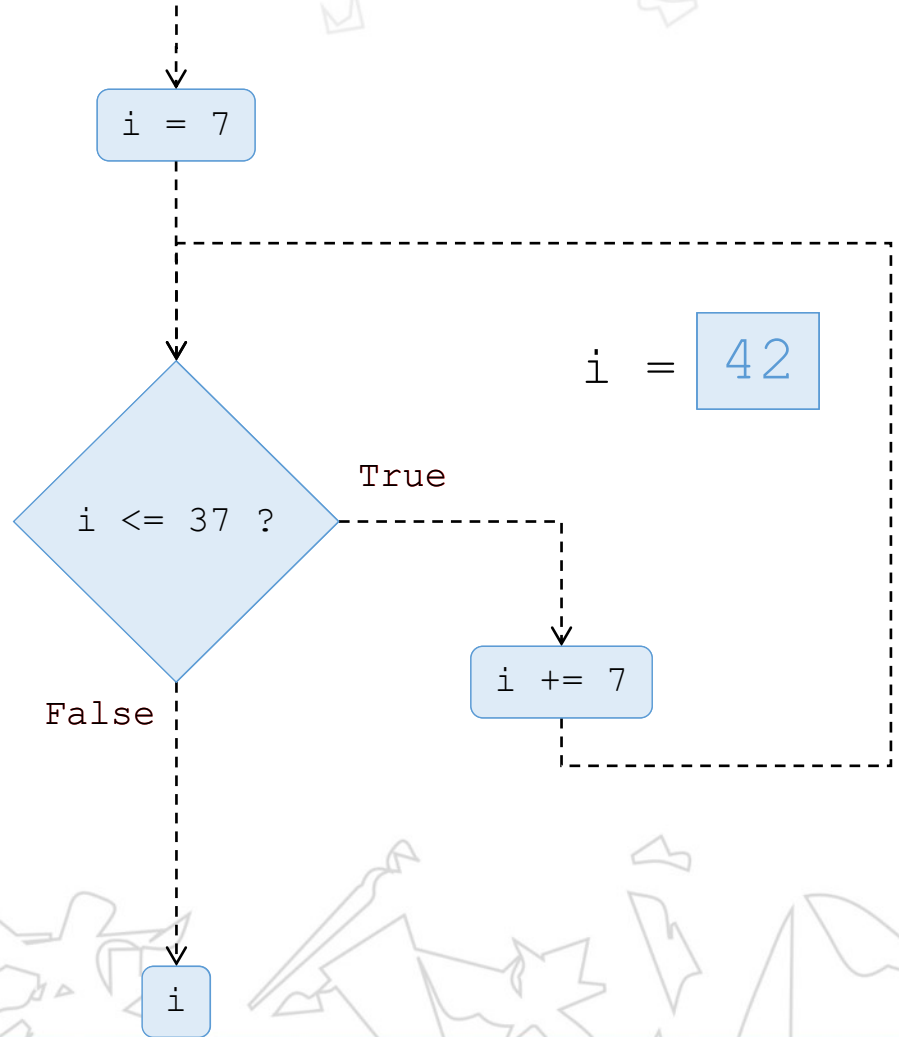 i = 7
i = 42
True
i <= 37 ?
i += 7
False
i